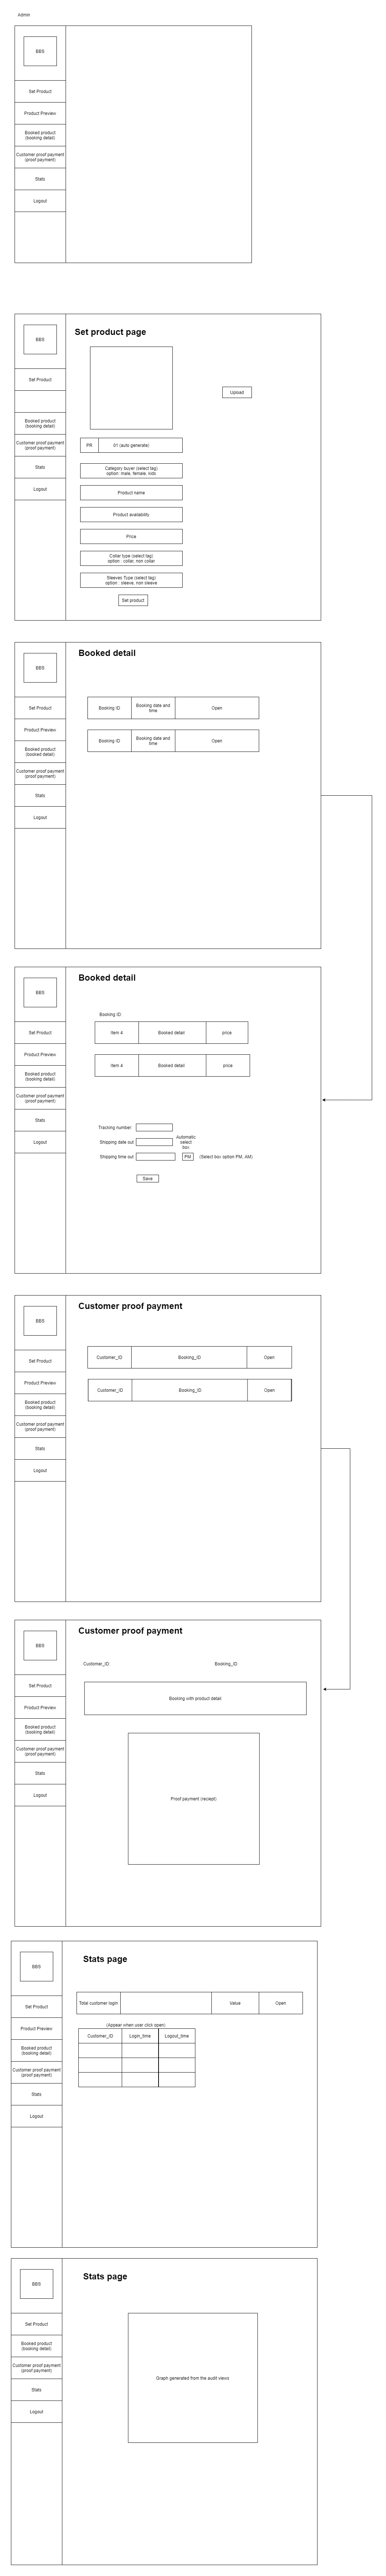 Admin
BBS
Set Product
Product Preview
Booked product
(booking detail)
Customer proof payment
(proof payment)
Stats
Logout
Set product page
BBS
Upload
Set Product
Booked product
(booking detail)
Customer proof payment
(proof payment)
Stats
Logout
PR
01 (auto generate)
Category buyer (select tag)
option: male, female, kids
Product name
Product availability
Price
Collar type (select tag)
option : collar, non collar
Sleeves Type (select tag)
option : sleeve, non sleeve
Set product
Booked detail
BBS
Set Product
Product Preview
Booked product
(booked detail)
Customer proof payment
(proof payment)
Stats
Logout
Booking ID
Booking date and
time
Open
Booking ID
Booking date and
time
Open
Booked detail
BBS
Set Product
Product Preview
Booked product
(booking detail)
Customer proof payment
(proof payment)
Stats
Logout
Booking ID
Item 4
Booked detail
price
Item 4
Booked detail
price
Tracking number:
Shipping date out:
Automatic
select
box:
Shipping time out:
PM
(Select box option PM, AM)
Save
Customer proof payment
BBS
Set Product
Product Preview
Booked product
(booking detail)
Customer proof payment
(proof payment)
Stats
Logout
Customer_ID
Booking_ID
Open
Customer_ID
Booking_ID
Open
Customer proof payment
BBS
Set Product
Product Preview
Booked product
(booking detail)
Customer proof payment
(proof payment)
Stats
Logout
Customer_ID:
Booking_ID
Booking with product detail
Proof payment (reciept)
Stats page
BBS
Set Product
Product Preview
Booked product
(booking detail)
Customer proof payment
(proof payment)
Stats
Logout
Total customer login
Value
Open
(Appear when user click open)
Customer_ID
Login_time
Logout_time
Stats page
BBS
Set Product
Booked product
(booking detail)
Customer proof payment
(proof payment)
Stats
Logout
Graph generated from the audit views